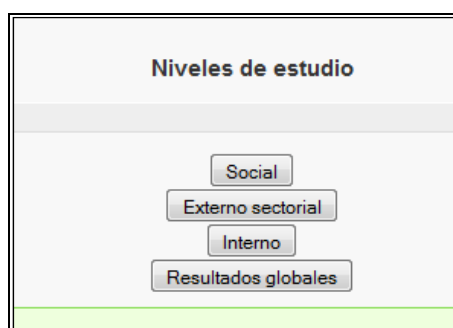 Niveles de estudio
Social
Externo sectorial
Interno
Resultados globales